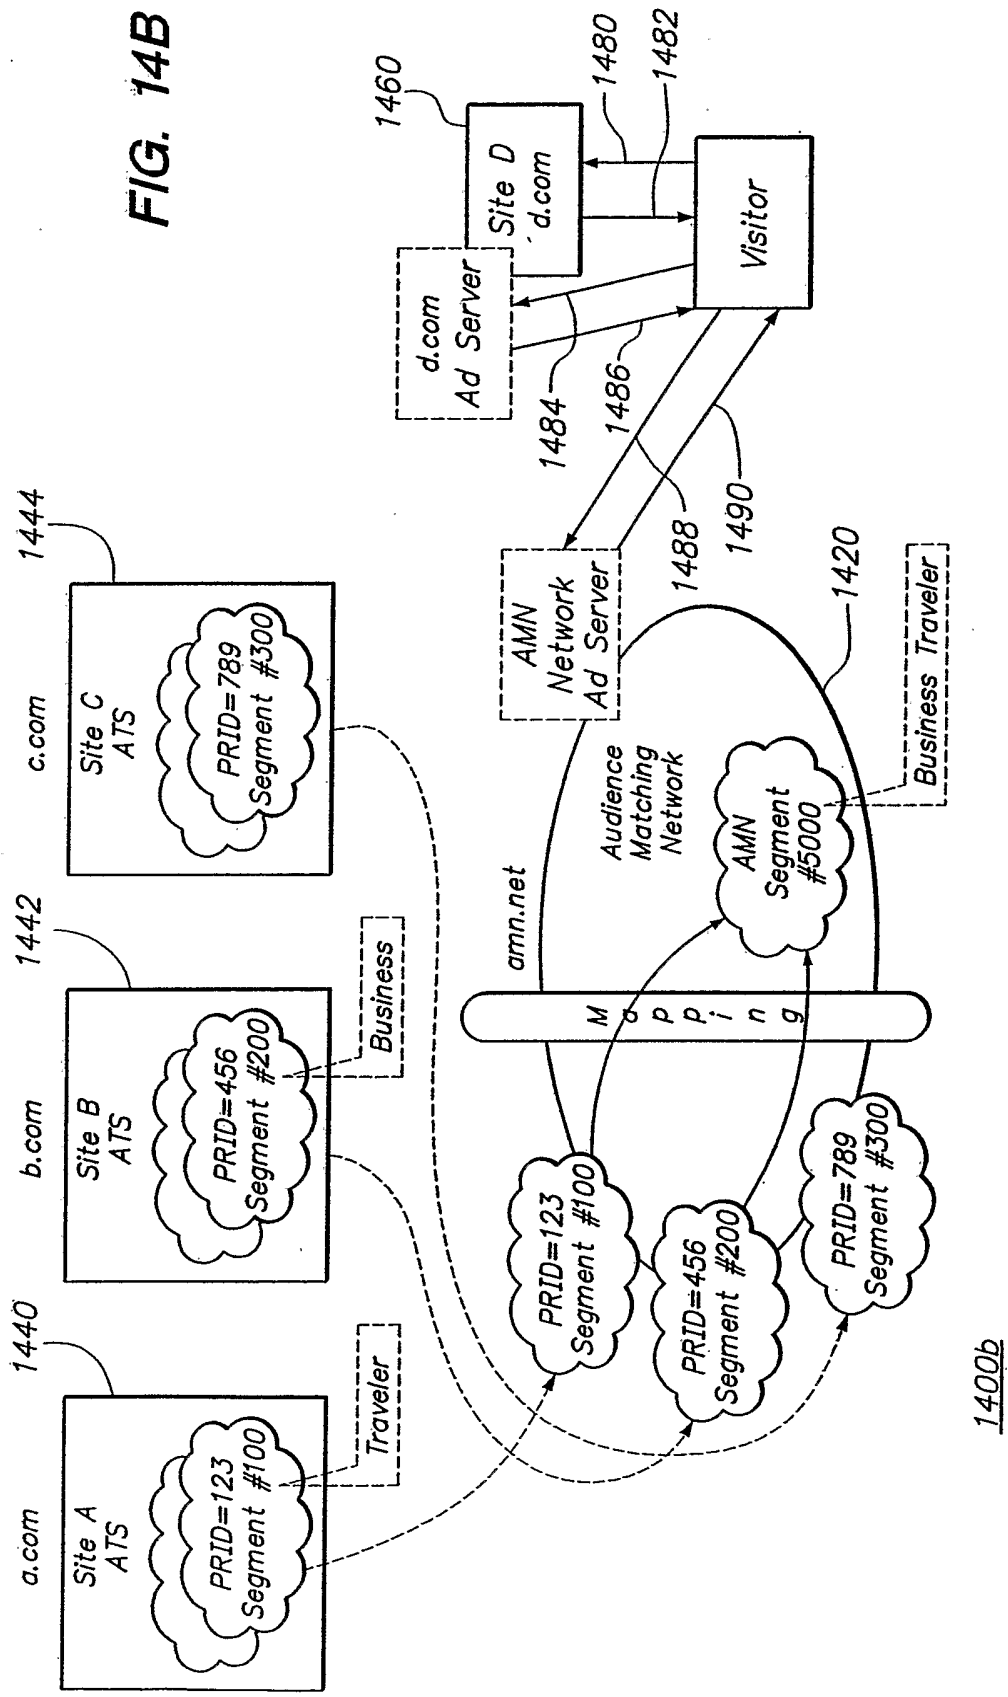 FIG. 14B
a.com
1440
Site A
ATS
PRID=123
Segment #100
Traveler
b.com
1442
Site B
ATS
PRID=456
Segment #200
Business
c.com
1444
Site C
ATS
PRID=789
Segment #300
1460
Site D
d.com
d.com
Ad Server
1480
1482
Visitor
1484
1486
1488
1490
AMN
Network
Ad Server
amn.net
Audience
Matching
Network
Mapping
AMN
Segment
#5000
1420
Business Traveler
PRID=123
Segment #100
PRID=456
Segment #200
PRID=789
Segment #300
1400b